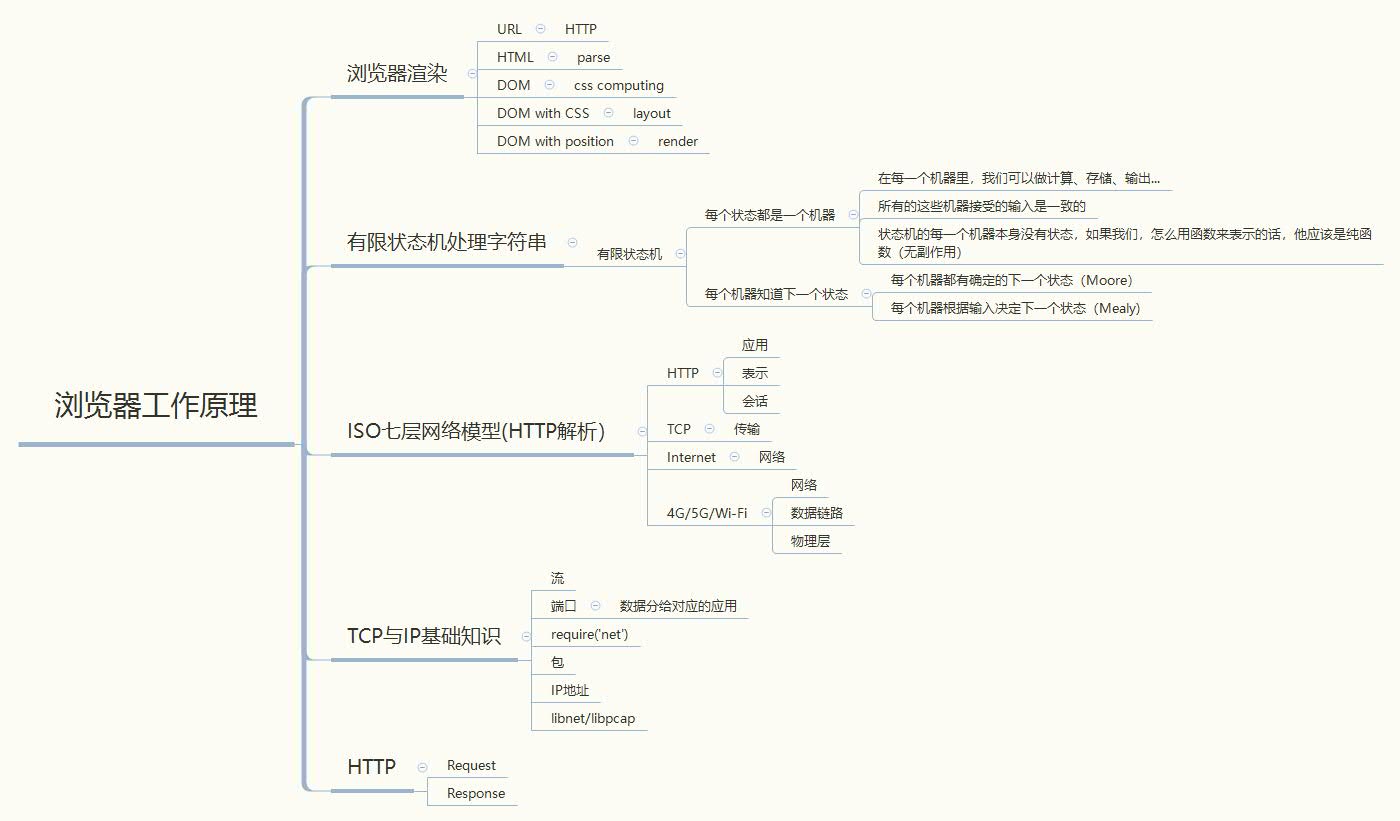 浏览器工作原理
浏览器渲染
URL
HTTP
HTML
parse
DOM
css computing
DOM with CSS
layout
DOM with position
render
有限状态机处理字符串
有限状态机
每个状态都是一个机器
在每一个机器里，我们可以做计算、存储、输出...
所有的这些机器接受的输入是一致的
状态机的每一个机器本身没有状态，如果我们，怎么用函数来表示的话，他应该是纯函
数（无副作用）
每个机器知道下一个状态
每个机器都有确定的下一个状态（Moore）
每个机器根据输入决定下一个状态（Mealy)
ISO七层网络模型(HTTP解析）
HTTP
应用
表示
会话
TCP
传输
Internet
网络
4G/5G/Wi-Fi
网络
数据链路
物理层
TCP与IP基础知识
流
端口
数据分给对应的应用
require('net')
包
IP地址
libnet/libpcap
HTTP
Request
Response